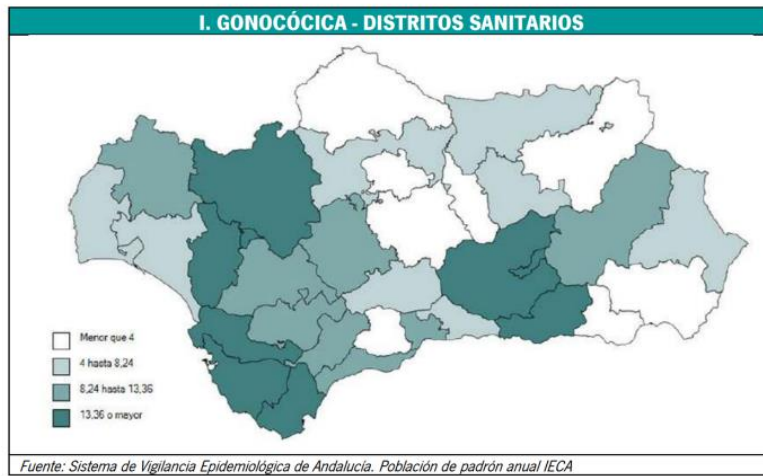 I. GONOCÓCICA - DISTRITOS SANITARIOS
Menor que 4
4 hasta 8,24
8,24 hasta 13,36
13,36 o mayor
Fuente: Sistema de Vigilancia Epidemiológica de Andalucía. Población de padrón anual IECA